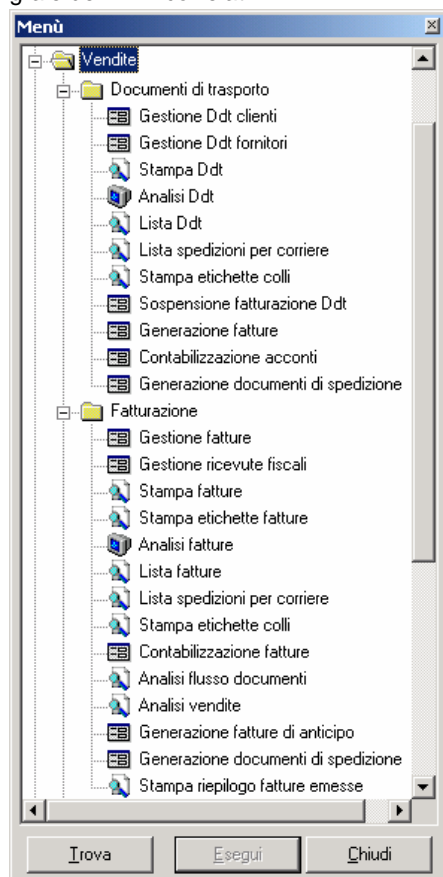 Menù
Vendite
Documenti di trasporto
Gestione Ddt clienti
Gestione Ddt fornitori
Stampa Ddt
Analisi Ddt
Lista Ddt
Lista spedizioni per corriere
Stampa etichette colli
Sospensione fatturazione Ddt
Generazione fatture
Contabilizzazione acconti
Generazione documenti di spedizione
Fatturazione
Gestione fatture
Gestione ricevute fiscali
Stampa fatture
Stampa etichette fatture
Analisi fatture
Lista fatture
Lista spedizioni per corriere
Stampa etichette colli
Contabilizzazione fatture
Analisi flusso documenti
Analisi vendite
Generazione fatture di anticipo
Generazione documenti di spedizione
Stampa riepilogo fatture emesse
Trova Esegui Chiudi